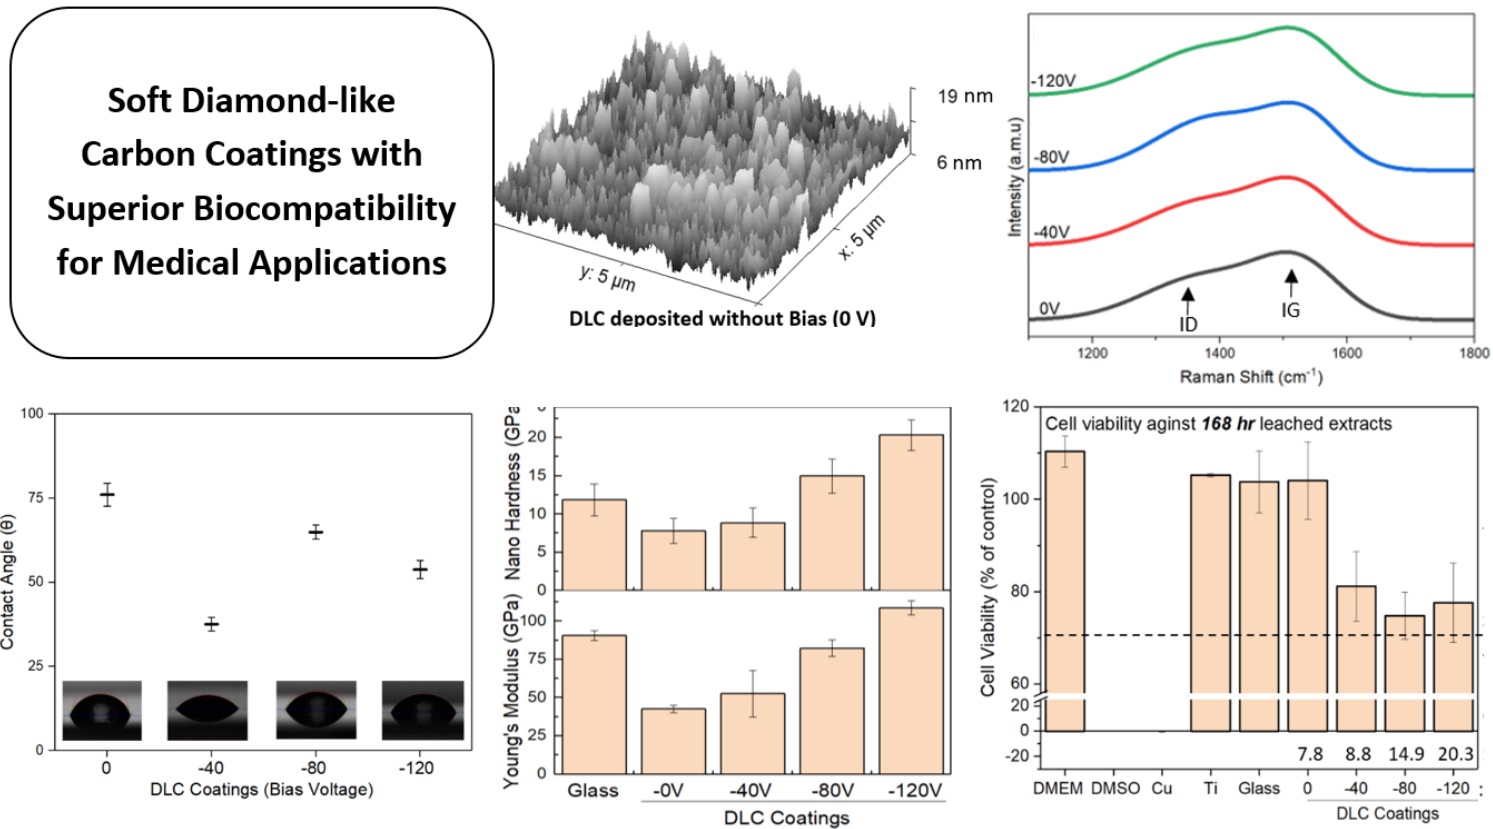 Soft Diamond-like
Carbon Coatings with
Superior Biocompatibility
for Medical Applications
19 nm
6 nm
x: 5 µm
y: 5 µm
DLC deposited without Bias (0 V)
Intensity (a.m.u)
-120V
-80V
-40V
0V
ID
IG
1200
1400
1600
1800
Raman Shift (cm⁻¹)
Contact Angle (θ)
100
75
50
25
0
0
-40
-80
-120
DLC Coatings (Bias Voltage)
Nano Hardness (GPa
20
15
10
5
0
Young's Modulus (GPa)
100
75
50
25
0
Glass
-0V
-40V
-80V
-120V
DLC Coatings
Cell Viability (% of control)
120
100
80
60
20
0
-20
Cell viability aginst 168 hr leached extracts
7.8
8.8
14.9
20.3
DMEM
DMSO
Cu
Ti
Glass
0
-40
-80
-120
DLC Coatings